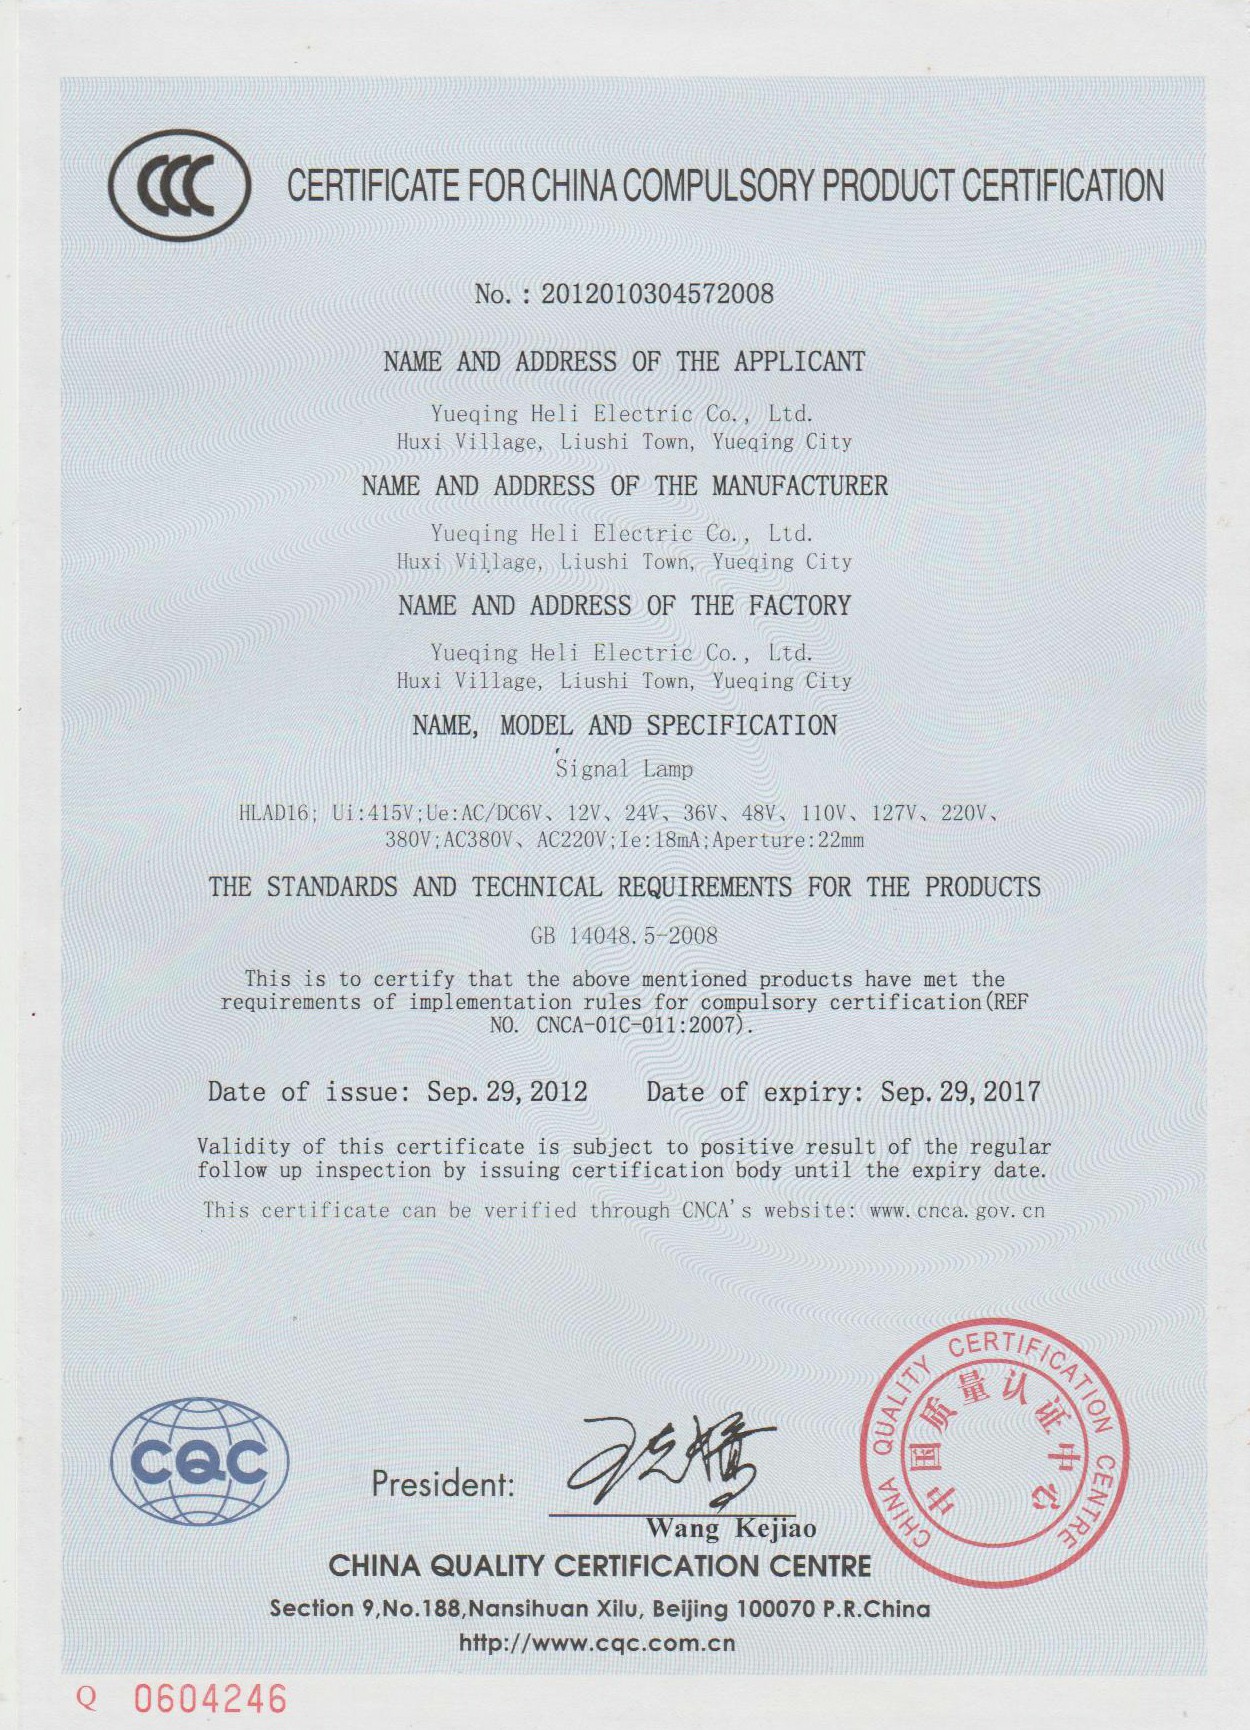 CCC
CERTIFICATE FOR CHINA COMPULSORY PRODUCT CERTIFICATION
No.: 2012010304572008
NAME AND ADDRESS OF THE APPLICANT
Yueqing Heli Electric Co., Ltd.
Huxi Village, Liushi Town, Yueqing City
NAME AND ADDRESS OF THE MANUFACTURER
Yueqing Heli Electric Co., Ltd.
Huxi Village, Liushi Town, Yueqing City
NAME AND ADDRESS OF THE FACTORY
Yueqing Heli Electric Co., Ltd.
Huxi Village, Liushi Town, Yueqing City
NAME, MODEL AND SPECIFICATION
Signal Lamp
HLAD16; Ui:415V;Ue:AC/DC6V、12V、24V、36V、48V、110V、127V、220V、
380V;AC380V、AC220V;Ie:18mA;Aperture:22mm
THE STANDARDS AND TECHNICAL REQUIREMENTS FOR THE PRODUCTS
GB 14048.5-2008
This is to certify that the above mentioned products have met the
requirements of implementation rules for compulsory certification(REF
NO. CNCA-01C-011:2007).
Date of issue: Sep.29,2012 Date of expiry: Sep.29,2017
Validity of this certificate is subject to positive result of the regular
follow up inspection by issuing certification body until the expiry date.
This certificate can be verified through CNCA's website: www.cnca.gov.cn
CHINA QUALITY CERTIFICATION CENTRE
中国质量认证中心
CQC
President:
王克娇
Wang Kejiao
CHINA QUALITY CERTIFICATION CENTRE
Section 9,No.188,Nansihuan Xilu, Beijing 100070 P.R.China
http://www.cqc.com.cn
Q 0604246